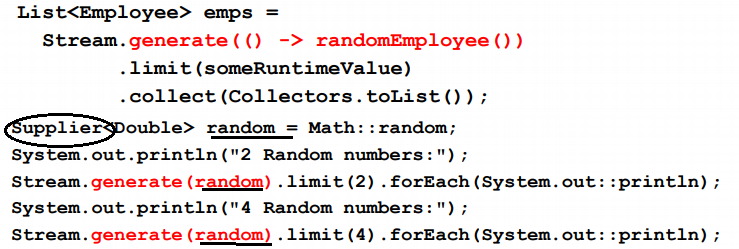 List<Employee> emps =
Stream.generate(() -> randomEmployee())
.limit(someRuntimeValue)
.collect(Collectors.toList());
Supplier<Double> random = Math::random;
System.out.println("2 Random numbers:");
Stream.generate(random).limit(2).forEach(System.out::println);
System.out.println("4 Random numbers:");
Stream.generate(random).limit(4).forEach(System.out::println);